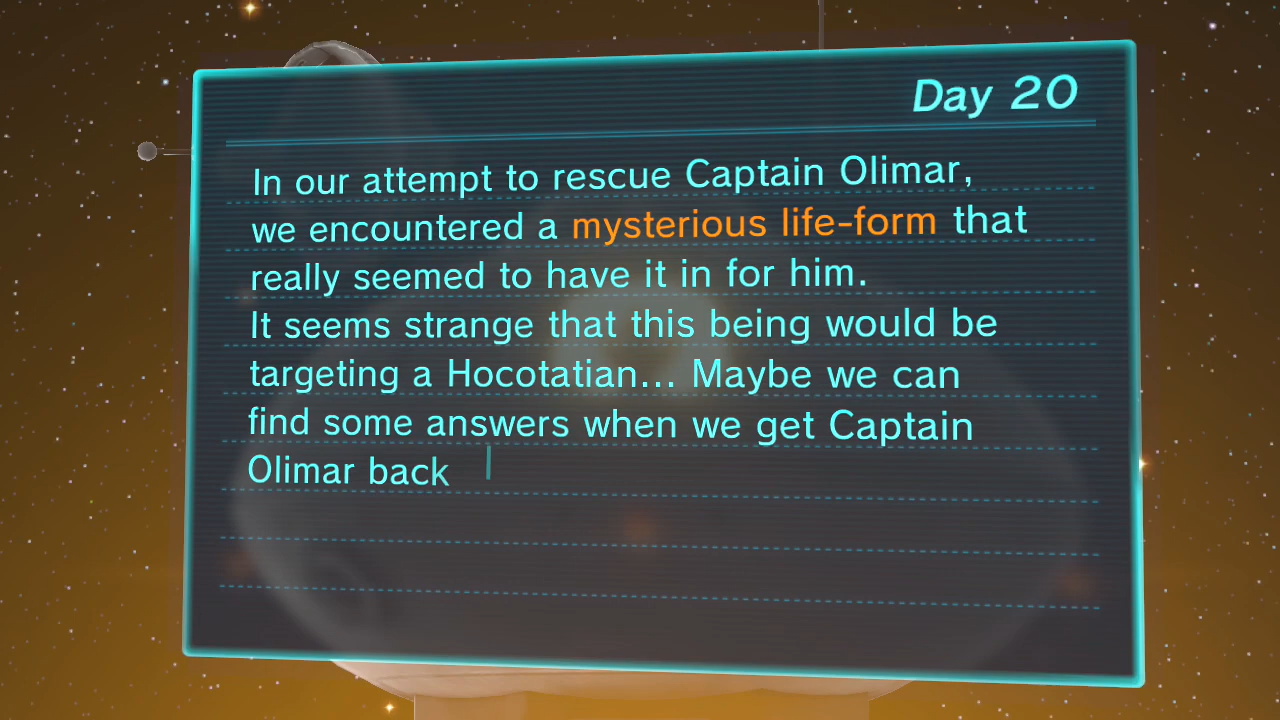 Day 20
In our attempt to rescue Captain Olimar,
we encountered a mysterious life-form that
really seemed to have it in for him.
It seems strange that this being would be
targeting a Hocotatian... Maybe we can
find some answers when we get Captain
Olimar back